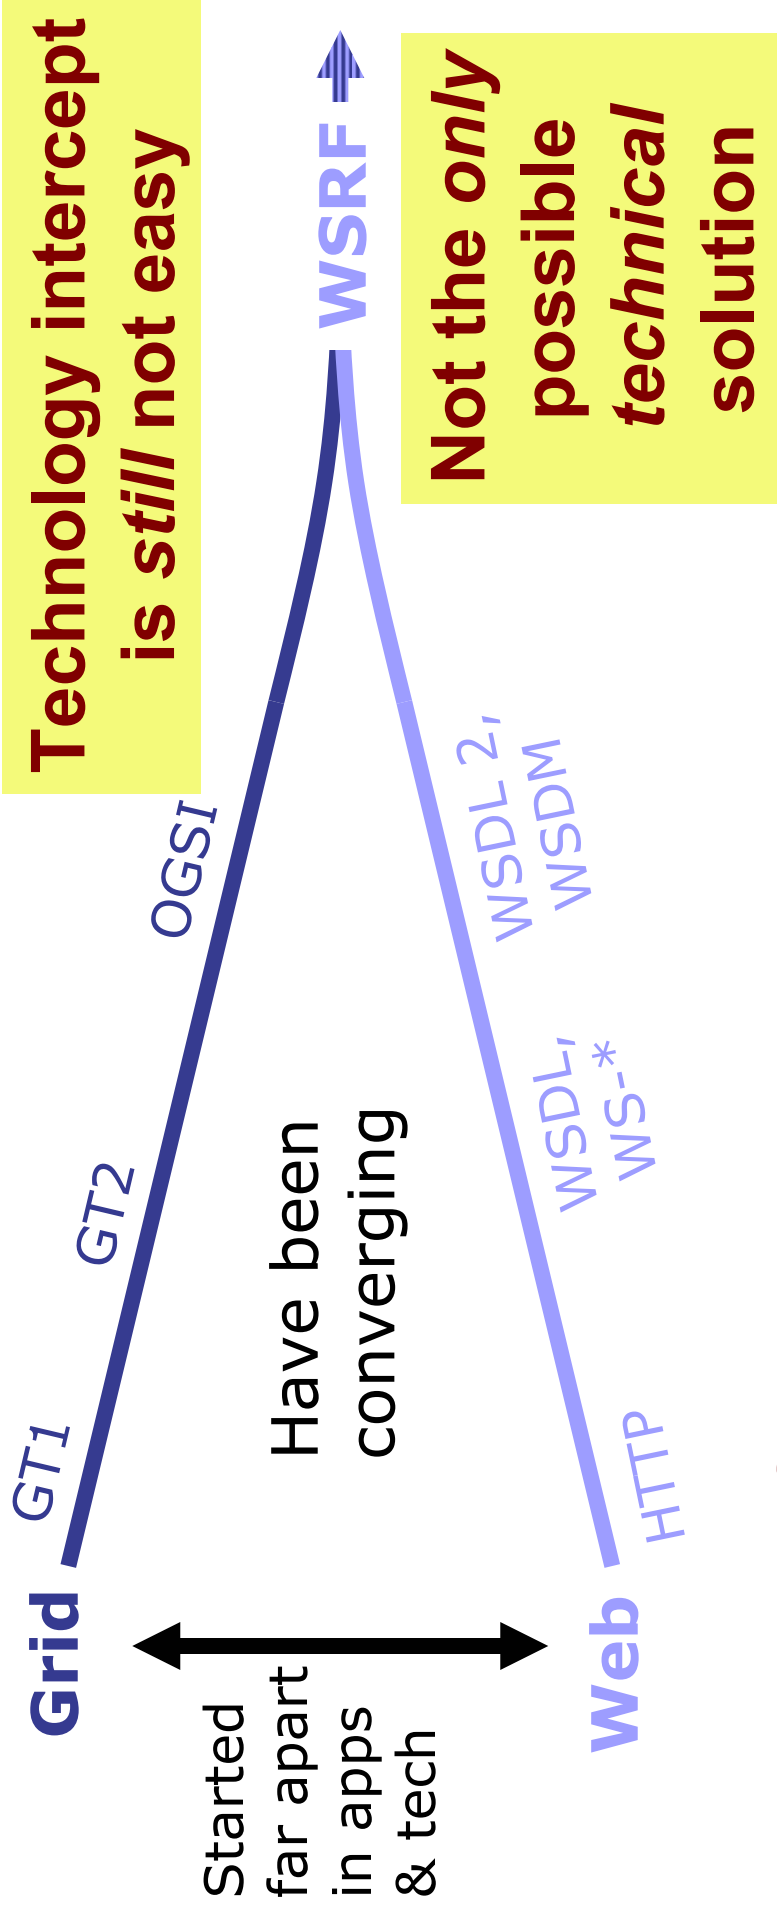 Technology intercept
is still not easy
Grid
GT1
GT2
OGSI
Started
far apart
in apps
& tech
Have been
converging
WSRF
Web
HTTP
WSDL,
WS-*
WSDL 2,
WSDM
Not the only
possible
technical
solution